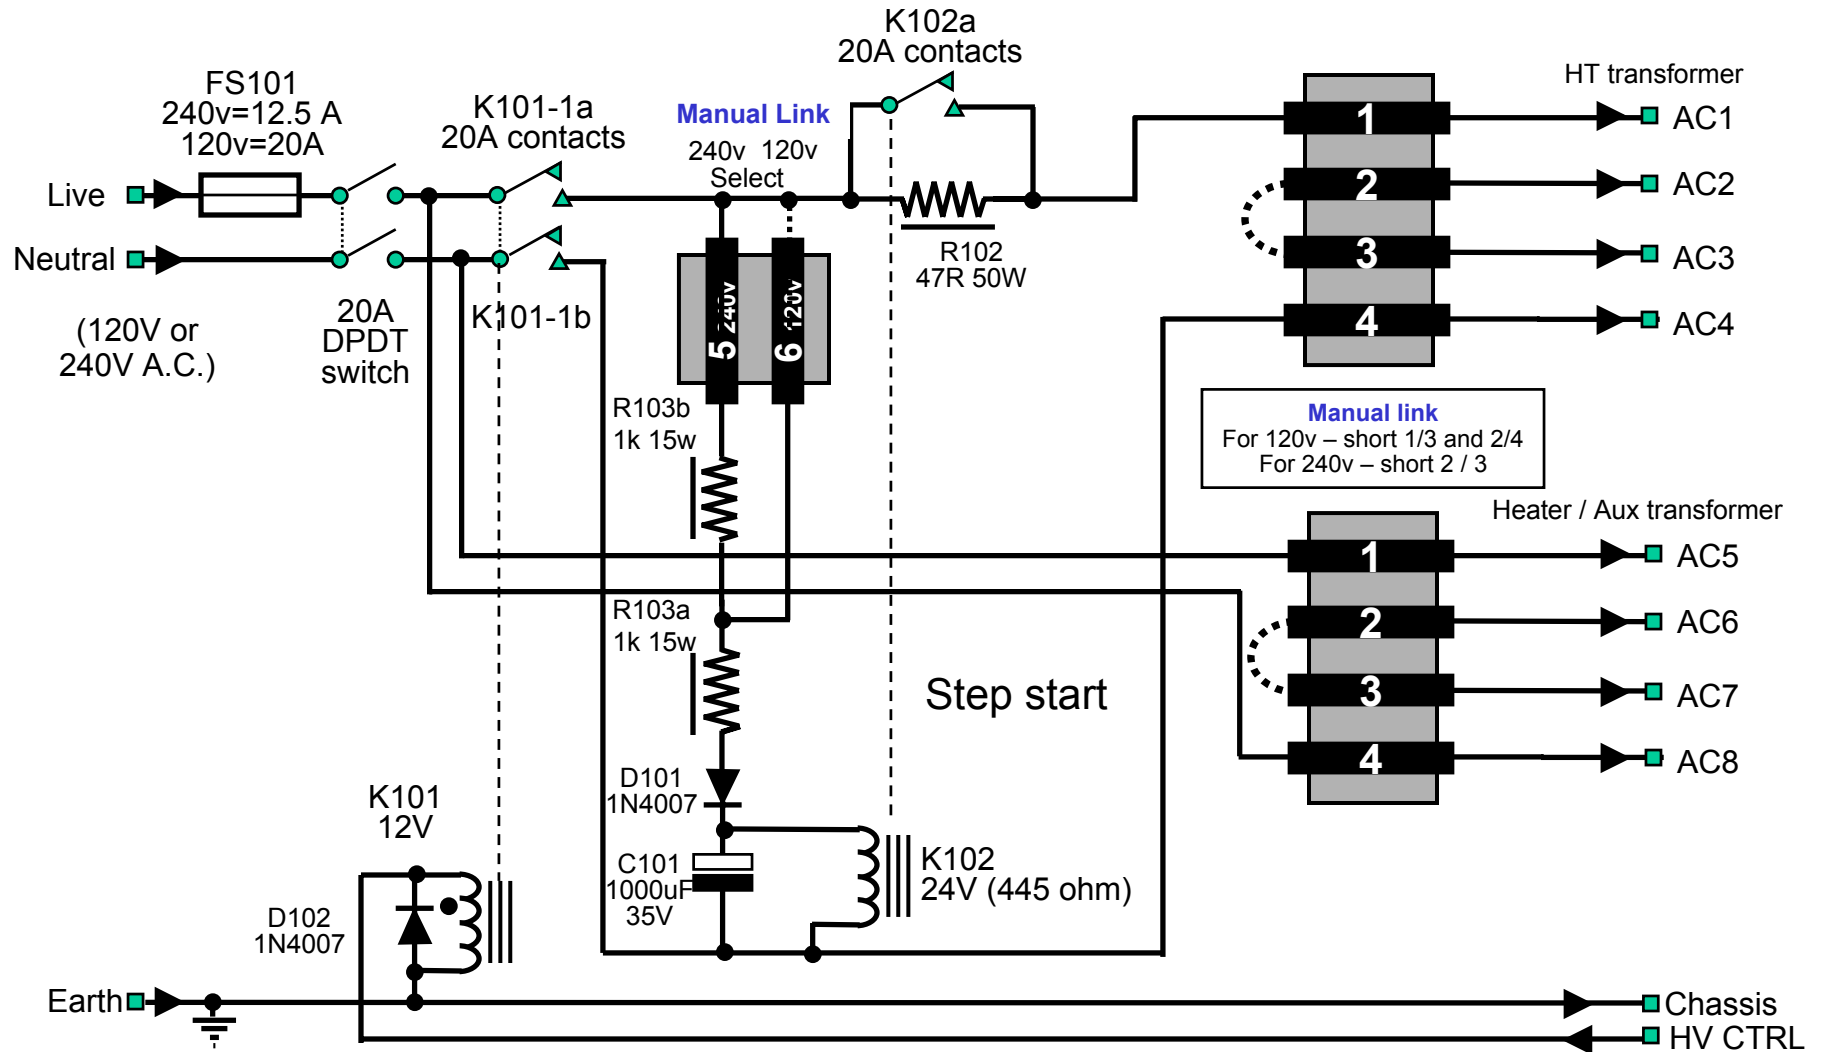 K102a
20A contacts
HT transformer
FS101
240v=12.5 A
120v=20A
K101-1a
20A contacts
Manual Link
240v 120v
Select
1
AC1
2
AC2
3
AC3
4
AC4
Live
Neutral
(120V or
240V A.C.)
20A
DPDT
switch
K101-1b
5 240v
6 120v
R102
47R 50W
Manual link
For 120v – short 1/3 and 2/4
For 240v – short 2 / 3
R103b
1k 15w
Heater / Aux transformer
1
AC5
2
AC6
3
AC7
4
AC8
R103a
1k 15w
Step start
D101
1N4007
K101
12V
C101
1000uF
35V
K102
24V (445 ohm)
D102
1N4007
Earth
Chassis
HV CTRL